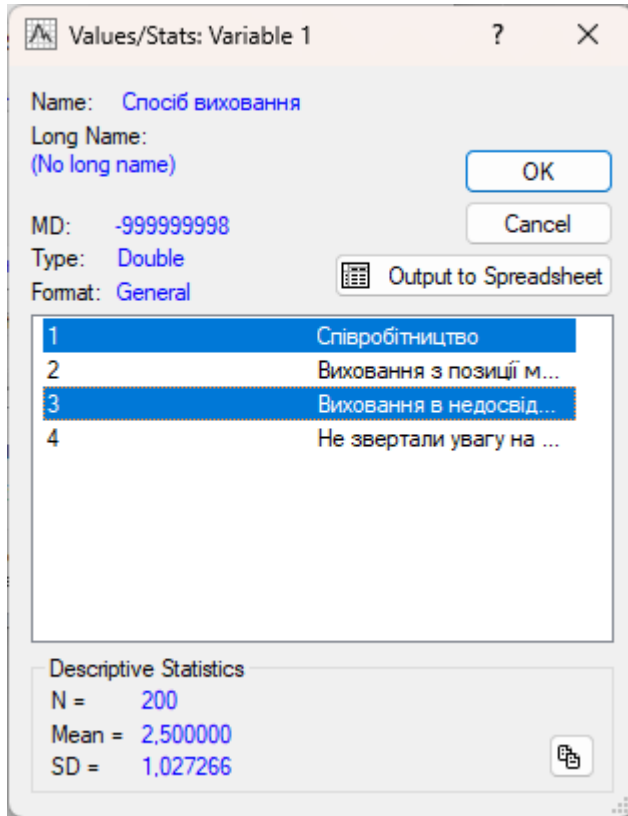 Values/Stats: Variable 1 ? ×
Name: Спосіб виховання
Long Name:
(No long name)
OK
MD: -999999998
Cancel
Type: Double
Output to Spreadsheet
Format: General
1 Співробітництво
2 Виховання з позиції м...
3 Виховання в недосвід...
4 Не звертали увагу на ...
Descriptive Statistics
N = 200
Mean = 2,500000
SD = 1,027266